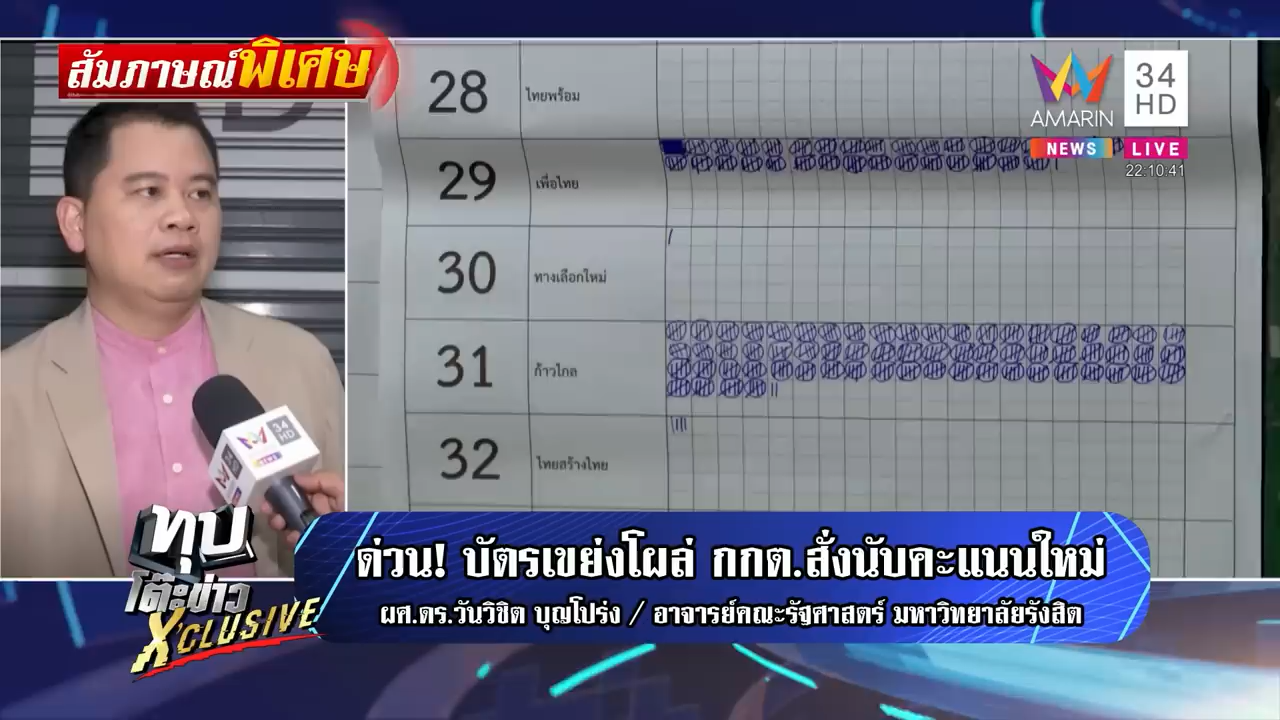 สัมภาษณ์พิเศษ
AMARIN
34
HD
NEWS LIVE
22:10:41
28 ไทยพร้อม
29 เพื่อไทย
30 ทางเลือกใหม่
31 ก้าวไกล
32 ไทยสร้างไทย
34
HD
NEWS
ทุบ
โต๊ะข่าว
X'CLUSIVE
ด่วน! บัตรเขย่งโผล่ กกต.สั่งนับคะแนนใหม่
ผศ.ดร.วันวิชิต บุญโปร่ง / อาจารย์คณะรัฐศาสตร์ มหาวิทยาลัยรังสิต